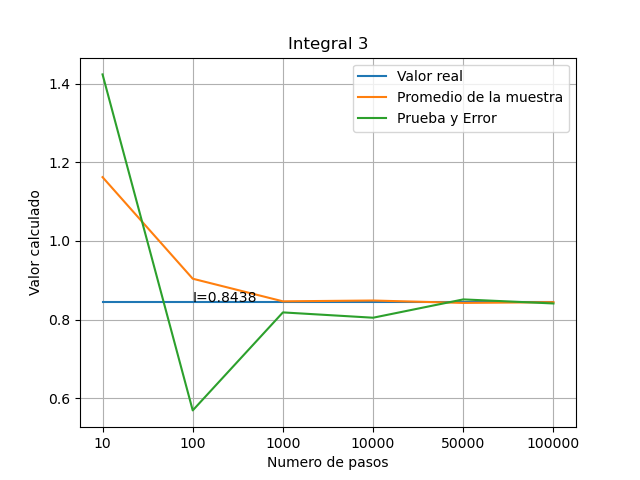 Integral 3
Valor real
Promedio de la muestra
Prueba y Error
1.4
1.2
1.0
0.8
0.6
Valor calculado
I=0.8438
10 100 1000 10000 50000 100000
Numero de pasos